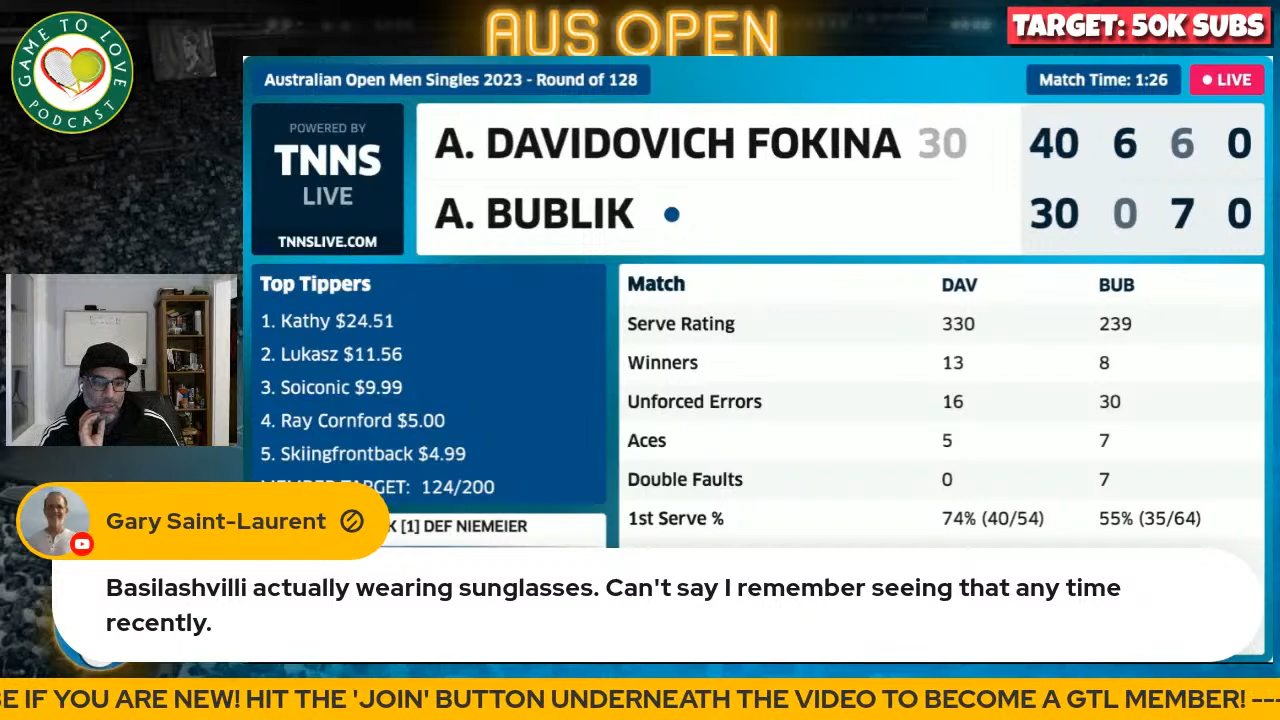 AUS OPEN
TARGET: 50K SUBS
GAME TO LOVE
PODCAST
Australian Open Men Singles 2023 - Round of 128
Match Time: 1:26
LIVE
POWERED BY
TNNS
LIVE
TNNSLIVE.COM
A. DAVIDOVICH FOKINA 30 40 6 6 0
A. BUBLIK 30 0 7 0
Top Tippers
1. Kathy $24.51
2. Lukasz $11.56
3. Soiconic $9.99
4. Ray Cornford $5.00
5. Skiingfrontback $4.99
GET: 124/200
K [1] DEF NIEMEIER
Match DAV BUB
Serve Rating 330 239
Winners 13 8
Unforced Errors 16 30
Aces 5 7
Double Faults 0 7
1st Serve % 74% (40/54) 55% (35/64)
Gary Saint-Laurent
Basilashvilli actually wearing sunglasses. Can't say I remember seeing that any time
recently.
BE IF YOU ARE NEW! HIT THE 'JOIN' BUTTON UNDERNEATH THE VIDEO TO BECOME A GTL MEMBER! ---